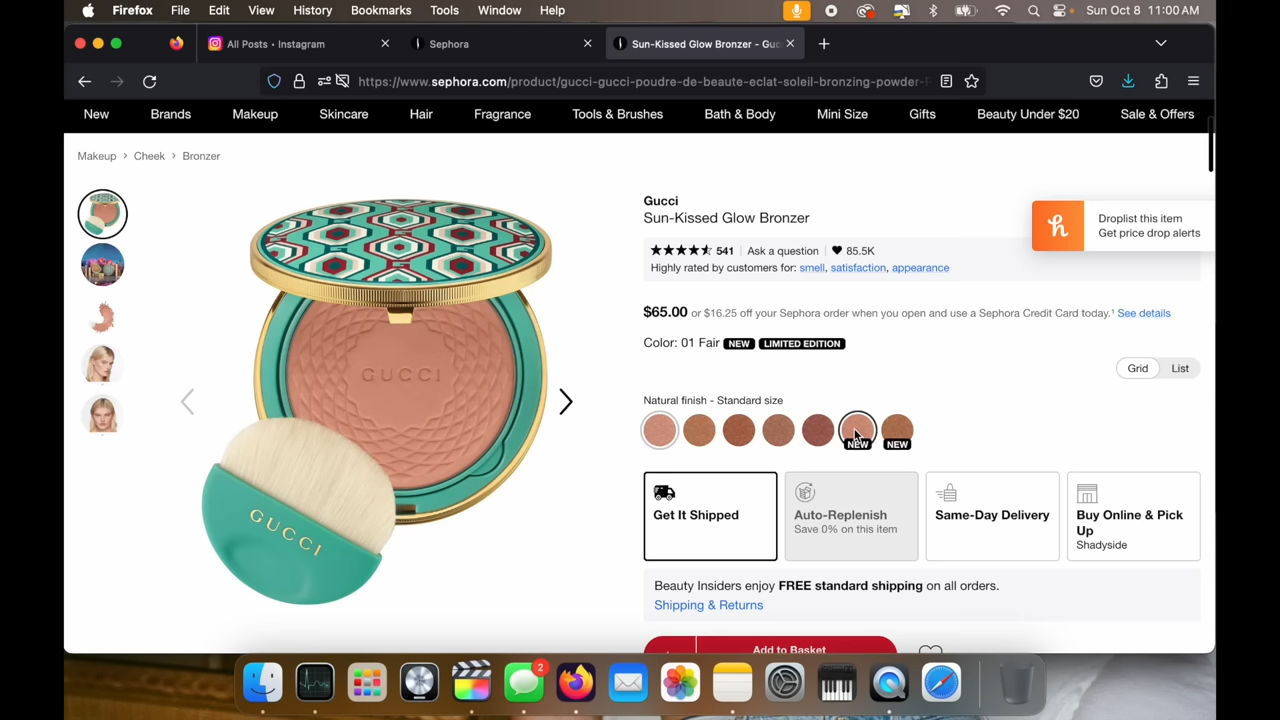 Firefox File Edit View History Bookmarks Tools Window Help Sun Oct 8 11:00 AM
All Posts • Instagram Sephora Sun-Kissed Glow Bronzer - Guc
https://www.sephora.com/product/gucci-gucci-poudre-de-beaute-eclat-soleil-bronzing-powder-
New Brands Makeup Skincare Hair Fragrance Tools & Brushes Bath & Body Mini Size Gifts Beauty Under $20 Sale & Offers
Makeup > Cheek > Bronzer
Gucci
Sun-Kissed Glow Bronzer
541 Ask a question 85.5K
Highly rated by customers for: smell, satisfaction, appearance
Droplist this item
Get price drop alerts
$65.00 or $16.25 off your Sephora order when you open and use a Sephora Credit Card today.¹ See details
Color: 01 Fair NEW LIMITED EDITION
Grid List
Natural finish - Standard size
NEW NEW
Get It Shipped
Auto-Replenish
Save 0% on this item
Same-Day Delivery
Buy Online & Pick
Up
Shadyside
Beauty Insiders enjoy FREE standard shipping on all orders.
Shipping & Returns
Add to Basket
GUCCI
GUCCI
2